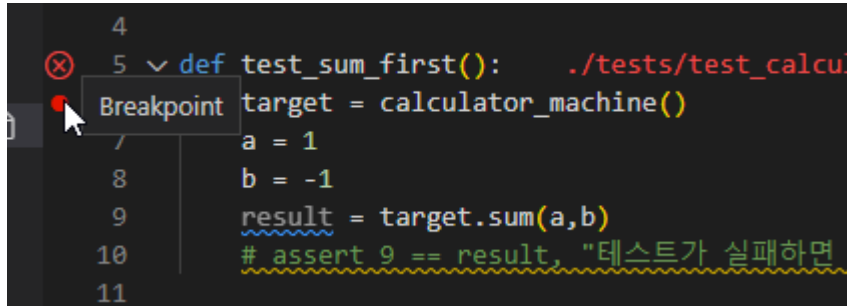 4
5 def test_sum_first(): ./tests/test_calcul
Breakpoint target = calculator_machine()
7 a = 1
8 b = -1
9 result = target.sum(a,b)
10 # assert 9 == result, "테스트가 실패하면
11